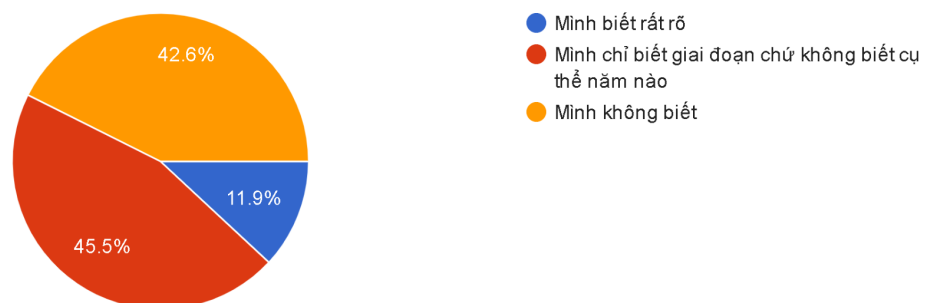 42.6%
11.9%
45.5%
Mình biết rất rõ
Mình chỉ biết giai đoạn chứ không biết cụ
thể năm nào
Mình không biết